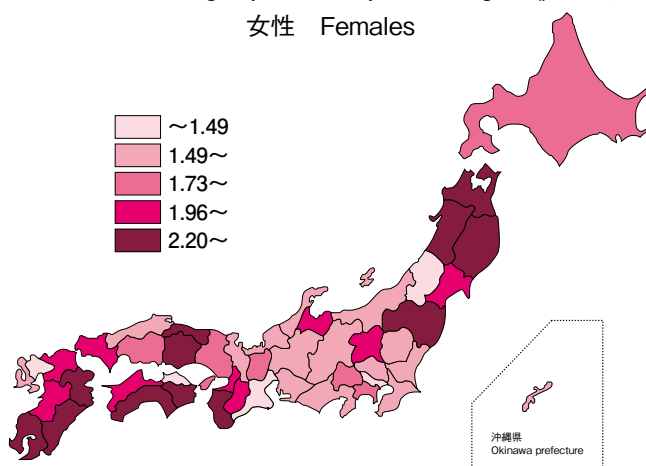 女性 Females
～1.49
1.49～
1.73～
1.96～
2.20～
沖縄県
Okinawa prefecture